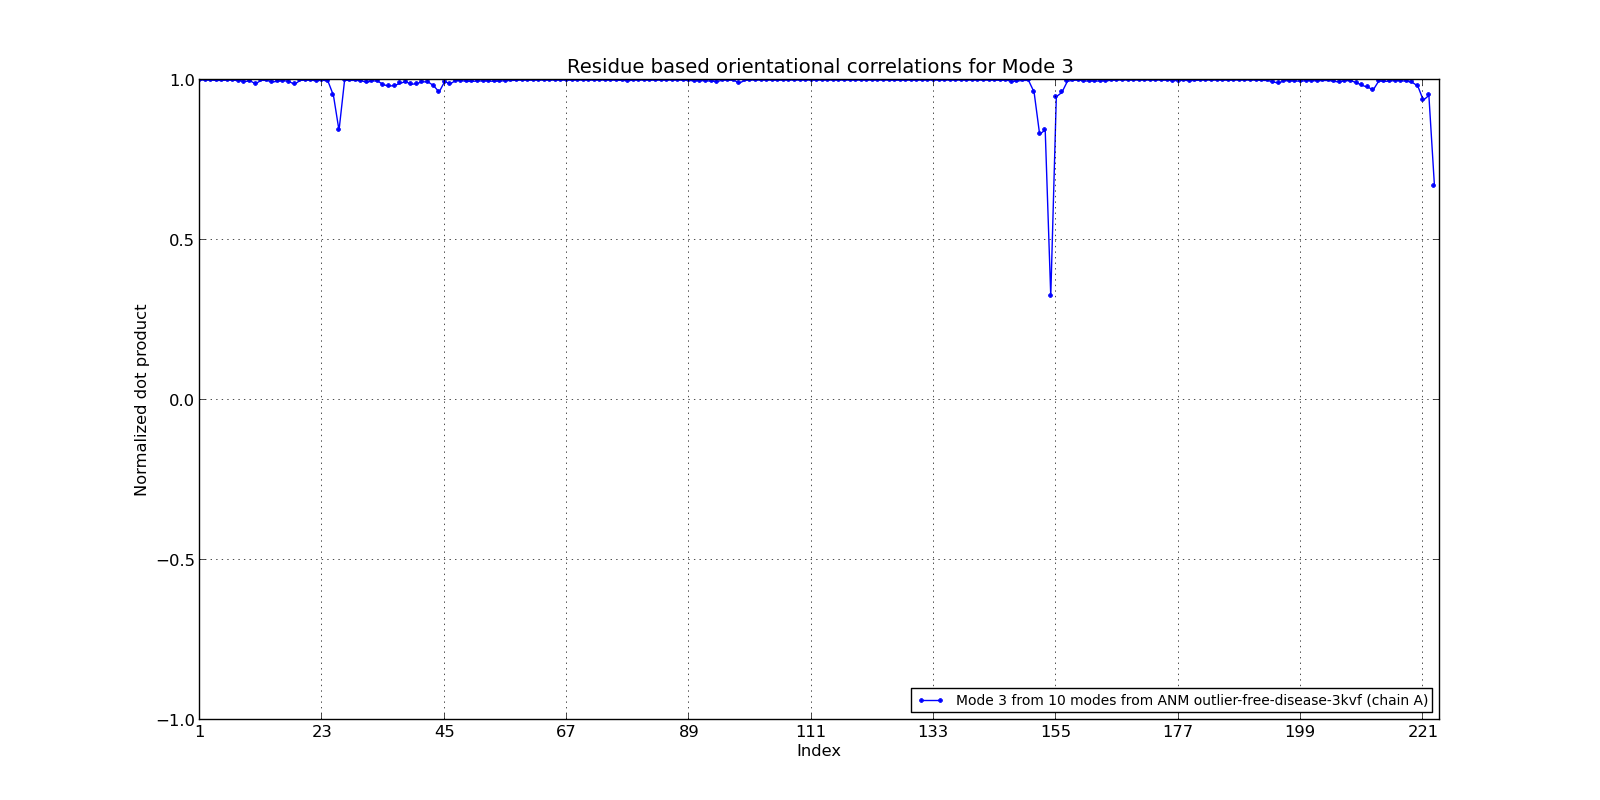 Residue based orientational correlations for Mode 3
1.0
0.5
0.0
−0.5
−1.0
Normalized dot product
Mode 3 from 10 modes from ANM outlier-free-disease-3kvf (chain A)
1 23 45 67 89 111 133 155 177 199 221
Index